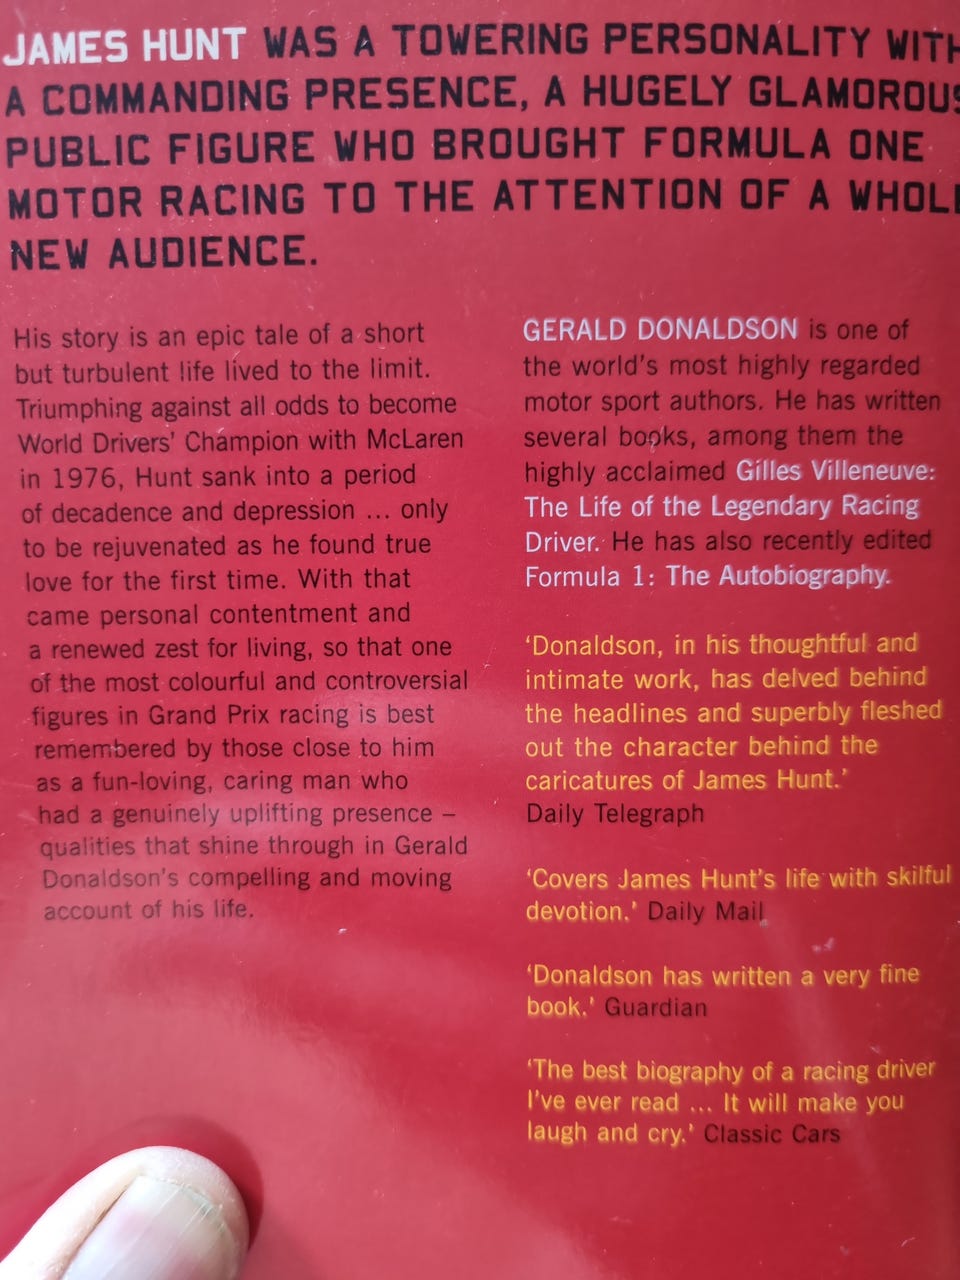 JAMES HUNT WAS A TOWERING PERSONALITY WITH
A COMMANDING PRESENCE, A HUGELY GLAMOROUS
PUBLIC FIGURE WHO BROUGHT FORMULA ONE
MOTOR RACING TO THE ATTENTION OF A WHOLE
NEW AUDIENCE.
His story is an epic tale of a short
but turbulent life lived to the limit.
Triumphing against all odds to become
World Drivers' Champion with McLaren
in 1976, Hunt sank into a period
of decadence and depression ... only
to be rejuvenated as he found true
love for the first time. With that
came personal contentment and
a renewed zest for living, so that one
of the most colourful and controversial
figures in Grand Prix racing is best
remembered by those close to him
as a fun-loving, caring man who
had a genuinely uplifting presence –
qualities that shine through in Gerald
Donaldson's compelling and moving
account of his life.
GERALD DONALDSON is one of
the world's most highly regarded
motor sport authors. He has written
several books, among them the
highly acclaimed Gilles Villeneuve:
The Life of the Legendary Racing
Driver. He has also recently edited
Formula 1: The Autobiography.
'Donaldson, in his thoughtful and
intimate work, has delved behind
the headlines and superbly fleshed
out the character behind the
caricatures of James Hunt.'
Daily Telegraph
'Covers James Hunt's life with skilful
devotion.' Daily Mail
'Donaldson has written a very fine
book.' Guardian
'The best biography of a racing driver
I've ever read ... It will make you
laugh and cry.' Classic Cars